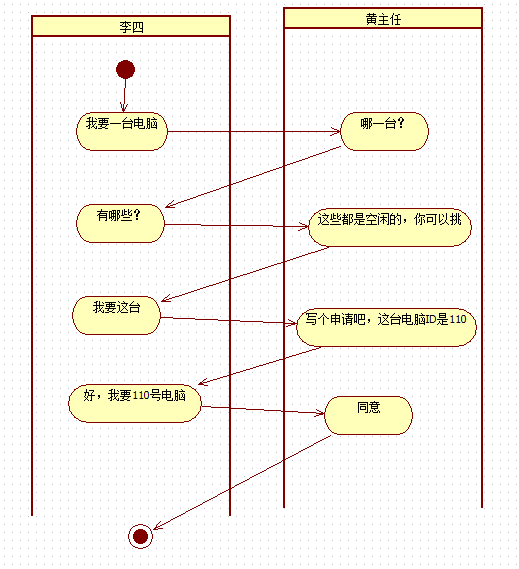 李四
黄主任
我要一台电脑
哪一台？
有哪些？
这些都是空闲的，你可以挑
我要这台
写个申请吧，这台电脑ID是110
好，我要110号电脑
同意